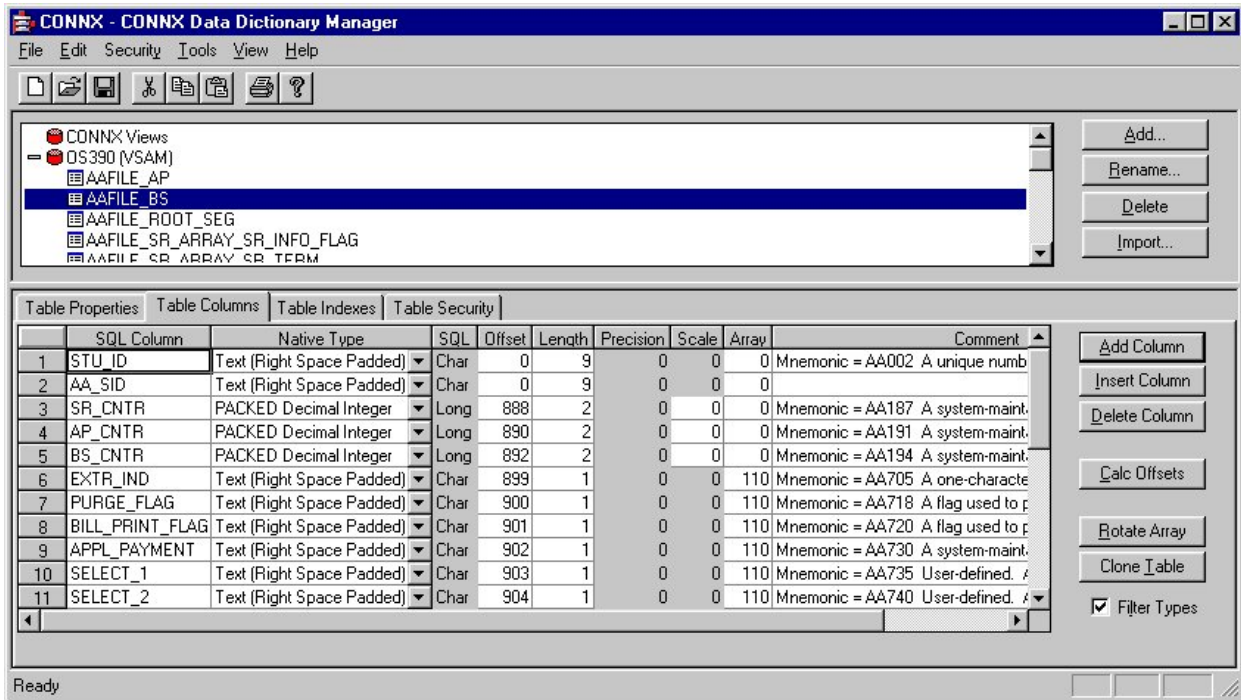 CONNX - CONNX Data Dictionary Manager
File Edit Security Tools View Help
CONNX Views
OS390 (VSAM)
AAFILE_AP
AAFILE_BS
AAFILE_ROOT_SEG
AAFILE_SR_ARRAY_SR_INFO_FLAG
AAFILE_SR_ARRAY_SR_TERM
Add...
Rename...
Delete
Import...
Table Properties Table Columns Table Indexes Table Security
SQL Column Native Type SQL Offset Length Precision Scale Array Comment
1 STU_ID Text (Right Space Padded) Char 0 9 0 0 0 Mnemonic = AA002 A unique numb
2 AA_SID Text (Right Space Padded) Char 0 9 0 0 0
3 SR_CNTR PACKED Decimal Integer Long 888 2 0 0 0 Mnemonic = AA187 A system-maint
4 AP_CNTR PACKED Decimal Integer Long 890 2 0 0 0 Mnemonic = AA191 A system-maint
5 BS_CNTR PACKED Decimal Integer Long 892 2 0 0 0 Mnemonic = AA194 A system-maint
6 EXTR_IND Text (Right Space Padded) Char 899 1 0 0 110 Mnemonic = AA705 A one-characte
7 PURGE_FLAG Text (Right Space Padded) Char 900 1 0 0 110 Mnemonic = AA718 A flag used to p
8 BILL_PRINT_FLAG Text (Right Space Padded) Char 901 1 0 0 110 Mnemonic = AA720 A flag used to p
9 APPL_PAYMENT Text (Right Space Padded) Char 902 1 0 0 110 Mnemonic = AA730 A system-maint
10 SELECT_1 Text (Right Space Padded) Char 903 1 0 0 110 Mnemonic = AA735 User-defined. A
11 SELECT_2 Text (Right Space Padded) Char 904 1 0 0 110 Mnemonic = AA740 User-defined. A
Add Column
Insert Column
Delete Column
Calc Offsets
Rotate Array
Clone Table
Filter Types
Ready